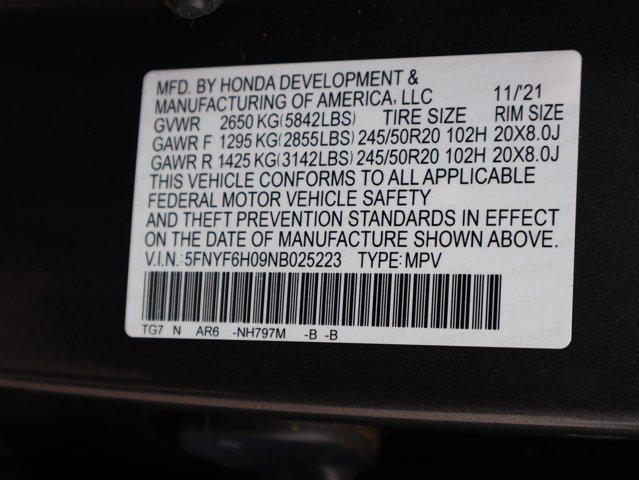 MFD. BY HONDA DEVELOPMENT &
MANUFACTURING OF AMERICA, LLC 11/'21
GVWR 2650 KG(5842LBS) TIRE SIZE RIM SIZE
GAWR F 1295 KG(2855LBS) 245/50R20 102H 20X8.0J
GAWR R 1425 KG(3142LBS) 245/50R20 102H 20X8.0J
THIS VEHICLE CONFORMS TO ALL APPLICABLE
FEDERAL MOTOR VEHICLE SAFETY
AND THEFT PREVENTION STANDARDS IN EFFECT
ON THE DATE OF MANUFACTURE SHOWN ABOVE.
V.I.N.: 5FNYF6H09NB025223 TYPE: MPV
TG7 N AR6 -NH797M -B -B